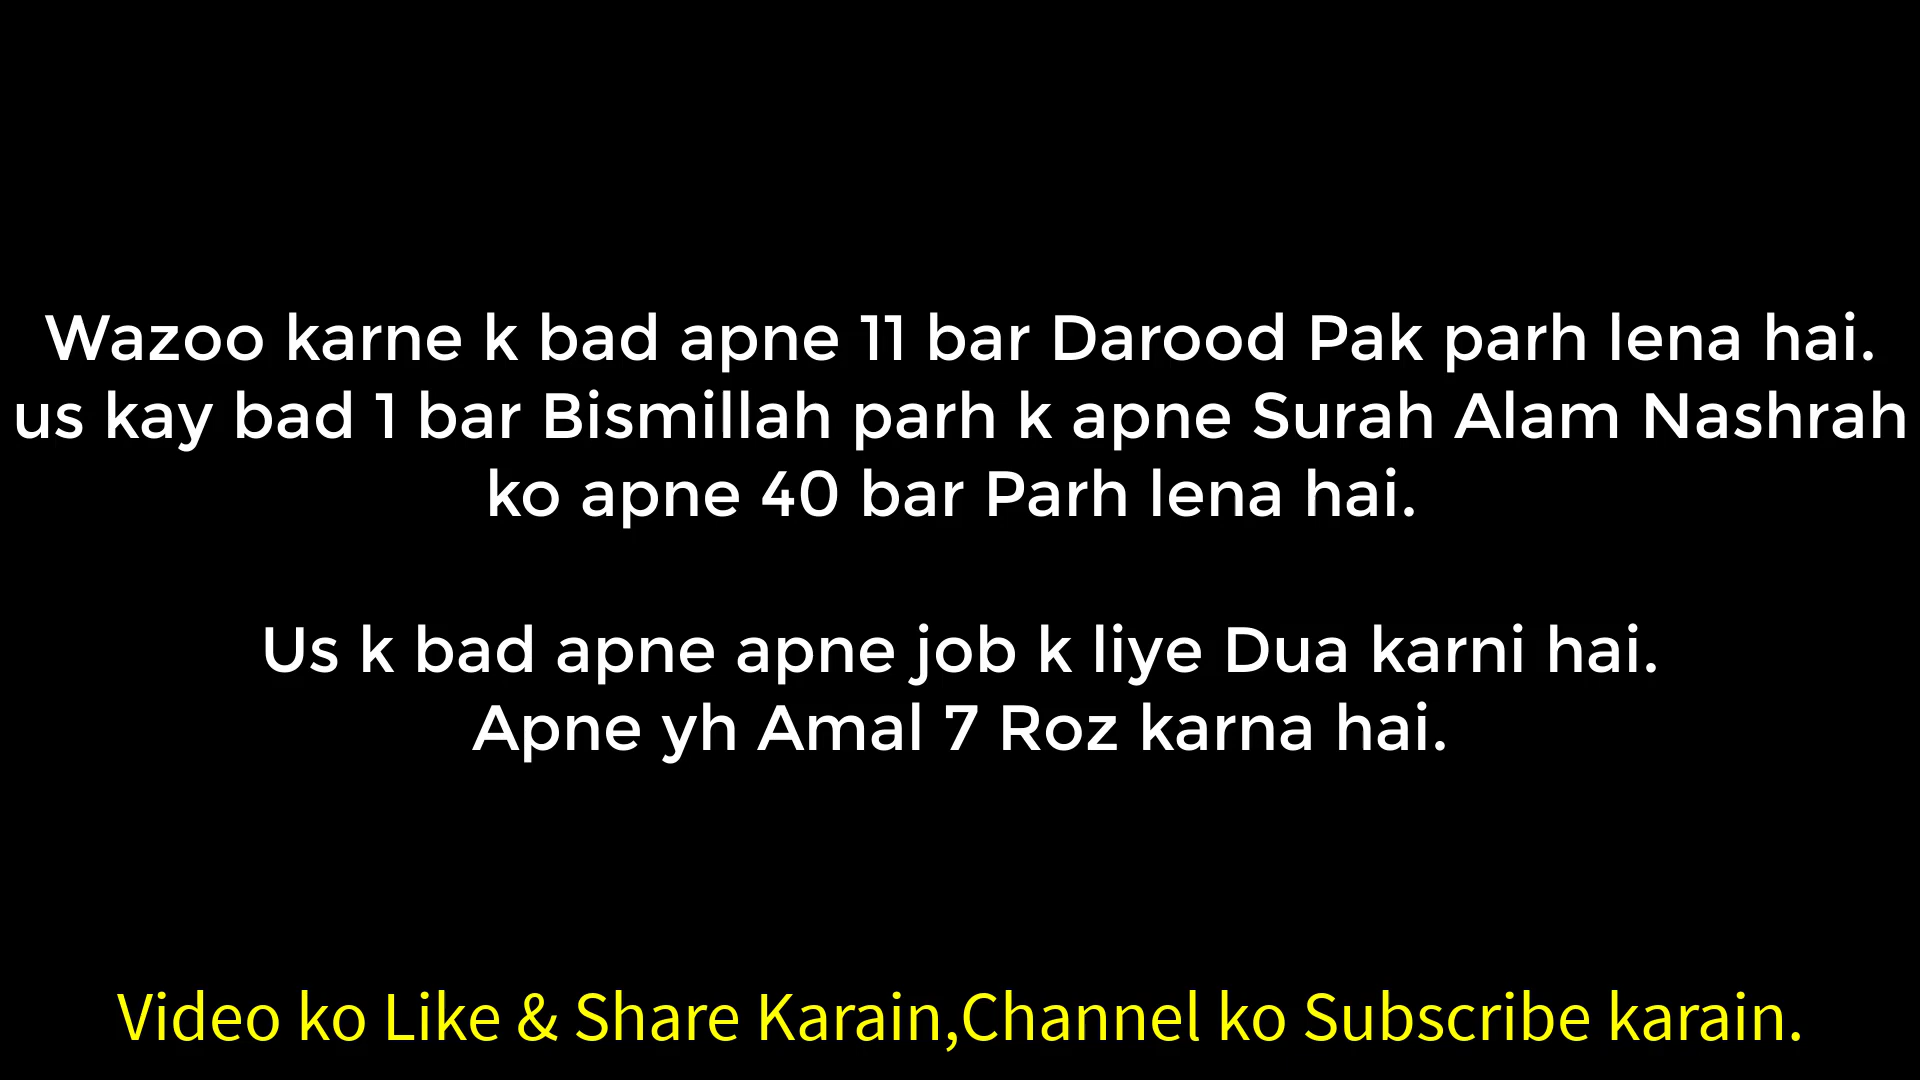 Wazoo karne k bad apne 11 bar Darood Pak parh lena hai.
us kay bad 1 bar Bismillah parh k apne Surah Alam Nashrah
ko apne 40 bar Parh lena hai.
Us k bad apne apne job k liye Dua karni hai.
Apne yh Amal 7 Roz karna hai.
Video ko Like & Share Karain,Channel ko Subscribe karain.